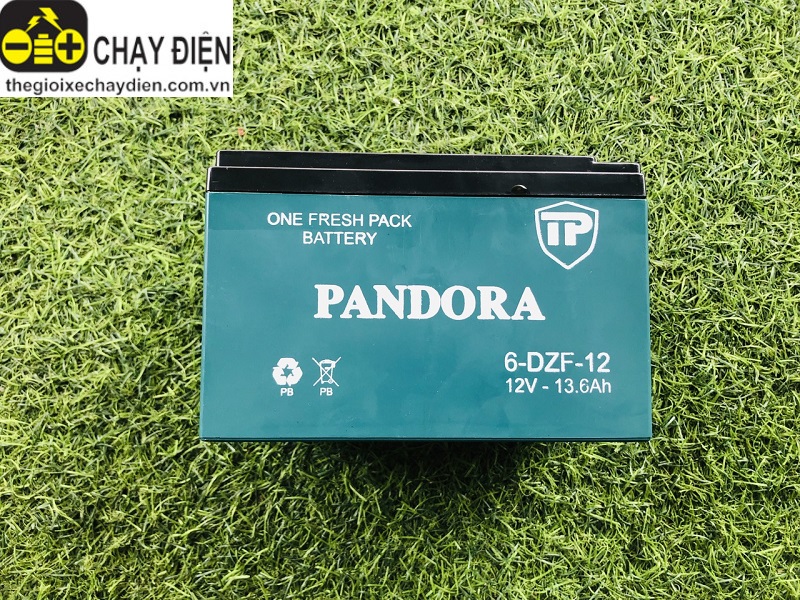 CHẠY ĐIỆN
thegioixechaydien.com.vn
ONE FRESH PACK
BATTERY
TP
PANDORA
6-DZF-12
12V - 13.6Ah
PB
PB